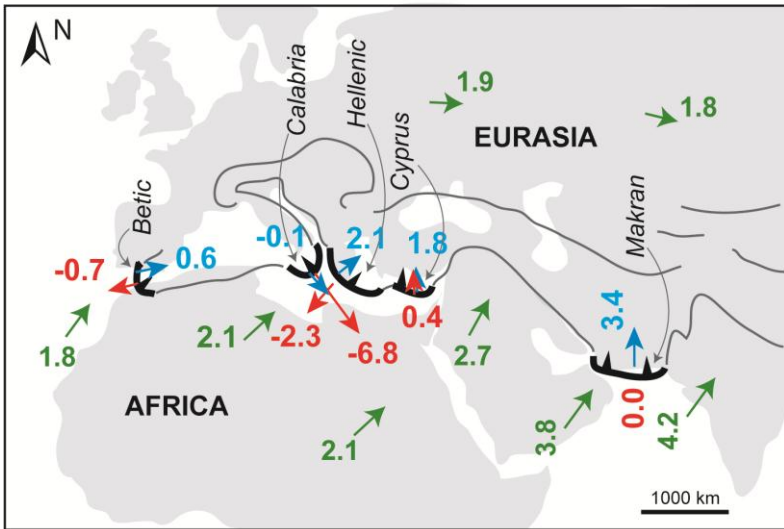 N
Calabria
Hellenic
Cyprus
1.9
1.8
EURASIA
Betic
Makran
-0.1
2.1
1.8
-0.7
0.6
3.4
0.4
-2.3
-6.8
1.8
2.1
2.7
0.0
AFRICA
2.1
3.8
4.2
1000 km